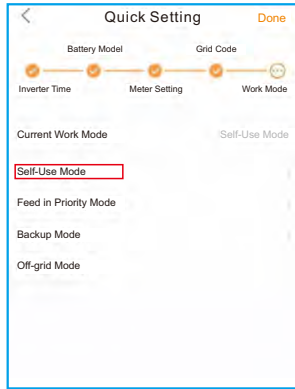 Quick Setting Done
Battery Model Grid Code
Inverter Time Meter Setting Work Mode
Current Work Mode Self-Use Mode
Self-Use Mode
Feed in Priority Mode
Backup Mode
Off-grid Mode